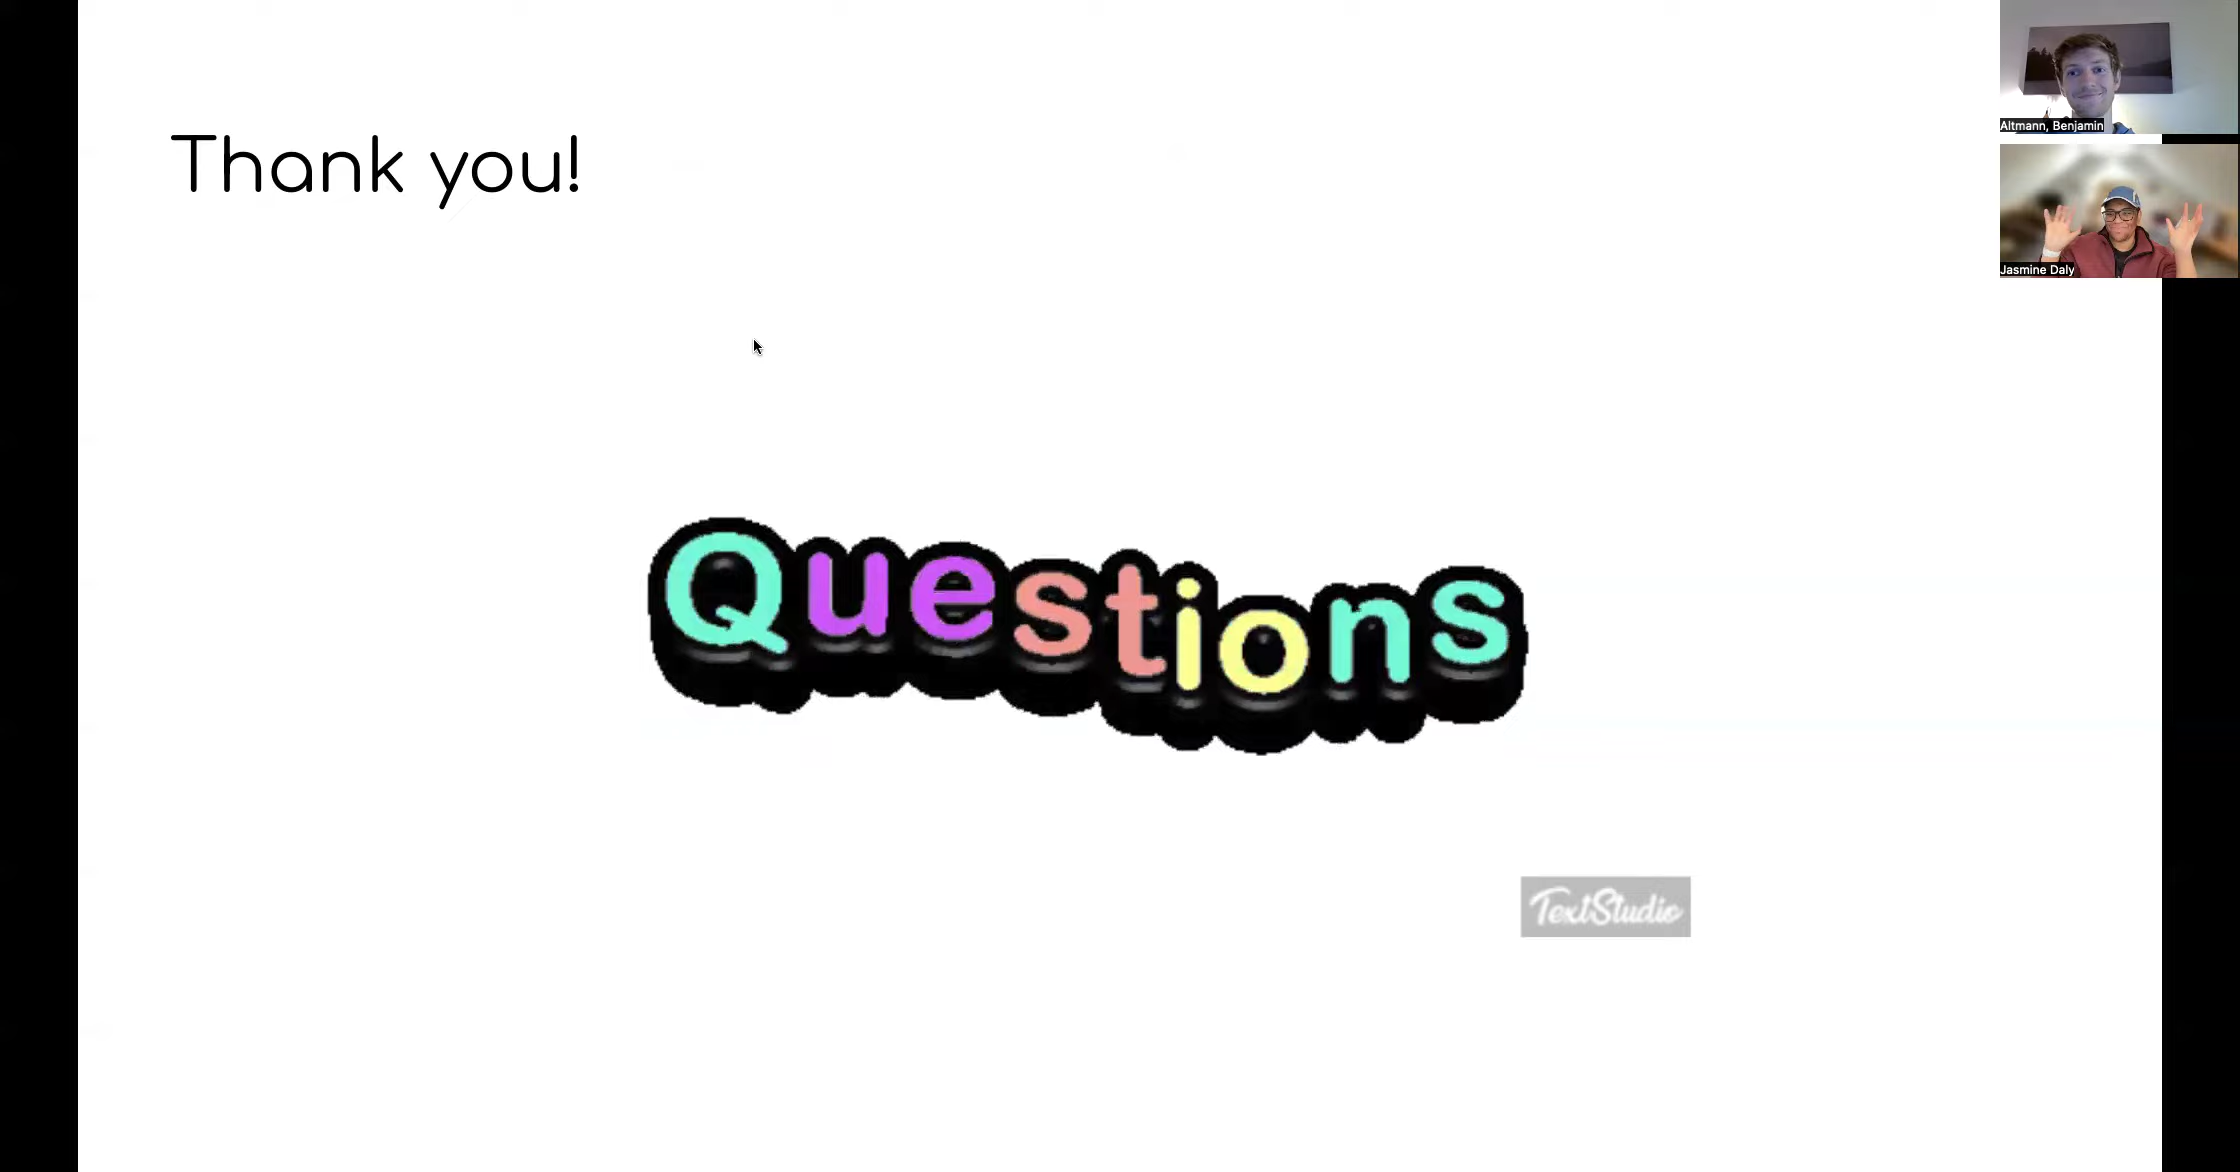 Altmann, Benjamin
Thank you!
Jasmine Daly
Questions
TextStudio